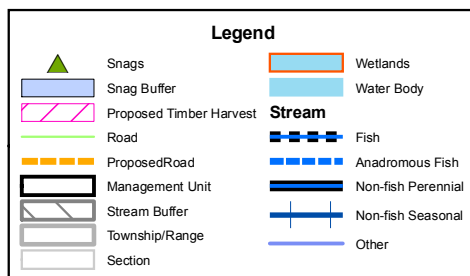 Legend
Snags
Snag Buffer
Proposed Timber Harvest
Road
ProposedRoad
Management Unit
Stream Buffer
Township/Range
Section
Wetlands
Water Body
Stream
Fish
Anadromous Fish
Non-fish Perennial
Non-fish Seasonal
Other